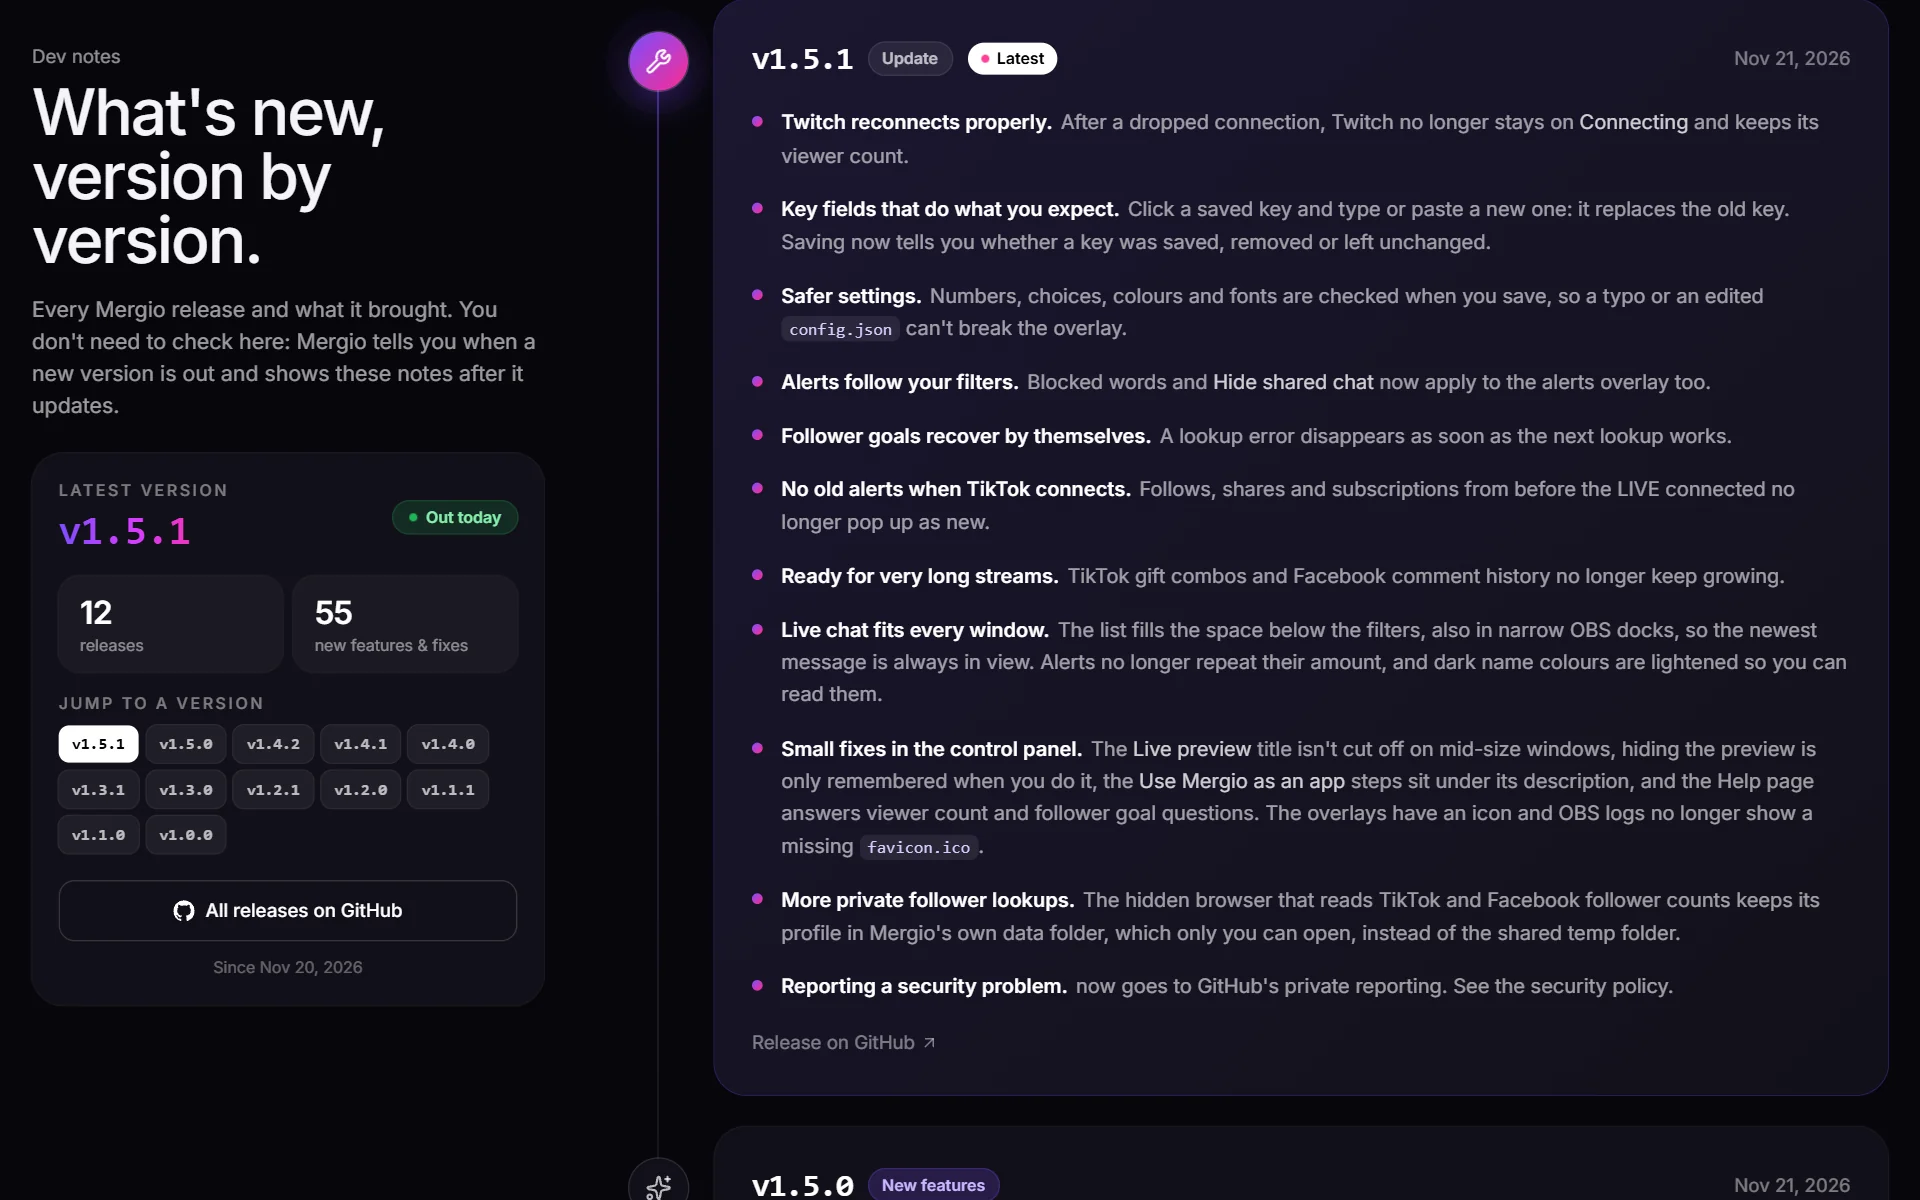 Dev notes
What's new,
version by
version.
Every Mergio release and what it brought. You
don't need to check here: Mergio tells you when a
new version is out and shows these notes after it
updates.
LATEST VERSION
v1.5.1
Out today
12
releases
55
new features & fixes
JUMP TO A VERSION
v1.5.1 v1.5.0 v1.4.2 v1.4.1 v1.4.0
v1.3.1 v1.3.0 v1.2.1 v1.2.0 v1.1.1
v1.1.0 v1.0.0
All releases on GitHub
Since Nov 20, 2026
v1.5.1 Update Latest Nov 21, 2026
Twitch reconnects properly. After a dropped connection, Twitch no longer stays on Connecting and keeps its
viewer count.
Key fields that do what you expect. Click a saved key and type or paste a new one: it replaces the old key.
Saving now tells you whether a key was saved, removed or left unchanged.
Safer settings. Numbers, choices, colours and fonts are checked when you save, so a typo or an edited
config.json can't break the overlay.
Alerts follow your filters. Blocked words and Hide shared chat now apply to the alerts overlay too.
Follower goals recover by themselves. A lookup error disappears as soon as the next lookup works.
No old alerts when TikTok connects. Follows, shares and subscriptions from before the LIVE connected no
longer pop up as new.
Ready for very long streams. TikTok gift combos and Facebook comment history no longer keep growing.
Live chat fits every window. The list fills the space below the filters, also in narrow OBS docks, so the newest
message is always in view. Alerts no longer repeat their amount, and dark name colours are lightened so you can
read them.
Small fixes in the control panel. The Live preview title isn't cut off on mid-size windows, hiding the preview is
only remembered when you do it, the Use Mergio as an app steps sit under its description, and the Help page
answers viewer count and follower goal questions. The overlays have an icon and OBS logs no longer show a
missing favicon.ico.
More private follower lookups. The hidden browser that reads TikTok and Facebook follower counts keeps its
profile in Mergio's own data folder, which only you can open, instead of the shared temp folder.
Reporting a security problem. now goes to GitHub's private reporting. See the security policy.
Release on GitHub ↗
v1.5.0 New features Nov 21, 2026